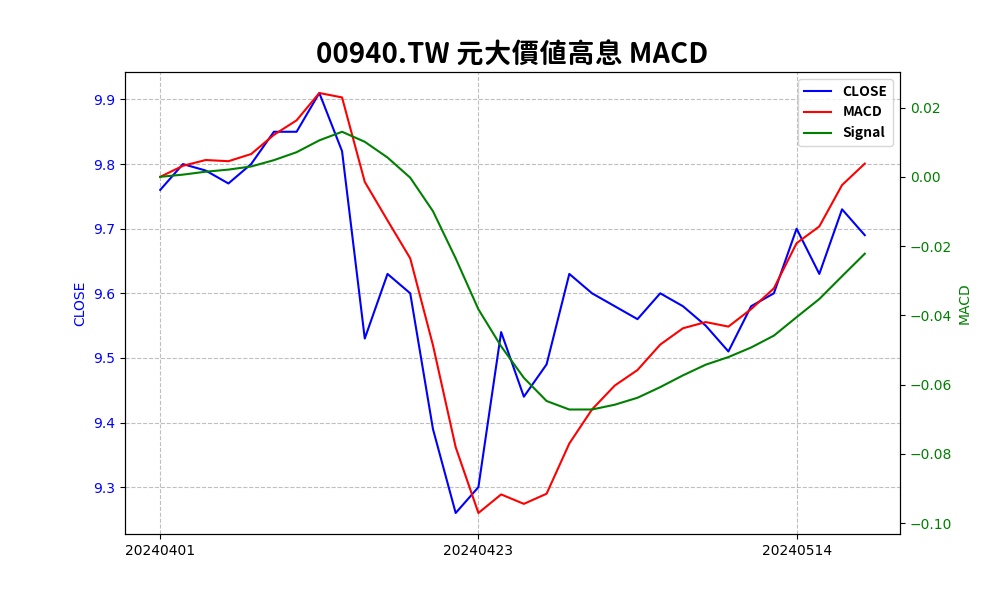 00940.TW 元大價値高息 MACD
CLOSE
MACD
Signal
9.9
9.8
9.7
9.6
9.5
9.4
9.3
CLOSE
0.02
0.00
−0.02
−0.04
−0.06
−0.08
−0.10
MACD
20240401
20240423
20240514